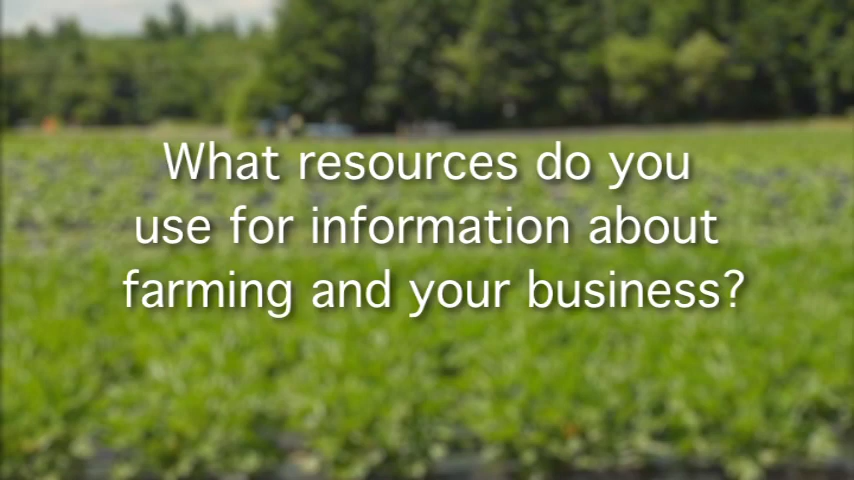 What resources do you
use for information about
farming and your business?